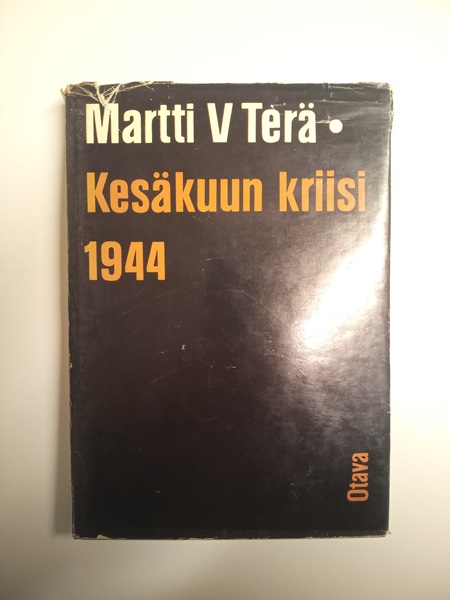 Martti V Terä •
Kesäkuun kriisi
1944
Otava